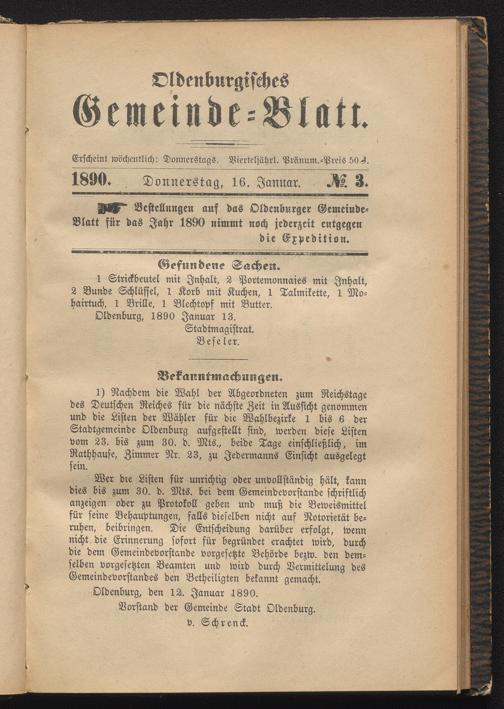 Oldenburgisches
Gemeinde=Blatt.
Erscheint wöchentlich: Donnerstags. Vierteljährl. Pränum.=Preis 50 ₰.
1890. Donnerstag, 16. Januar. № 3.
Bestellungen auf das Oldenburger Gemeinde=
Blatt für das Jahr 1890 nimmt noch jederzeit entgegen
die Expedition.
Gefundene Sachen.
1 Strickbeutel mit Inhalt, 2 Portemonnaies mit Inhalt,
2 Bunde Schlüssel, 1 Korb mit Kuchen, 1 Talmikette, 1 Mo=
hairtuch, 1 Brille, 1 Blechtopf mit Butter.
Oldenburg, 1890 Januar 13.
Stadtmagistrat.
Beseler.
Bekanntmachungen.
1) Nachdem die Wahl der Abgeordneten zum Reichstage
des Deutschen Reiches für die nächste Zeit in Aussicht genommen
und die Listen der Wähler für die Wahlbezirke 1 bis 6 der
Stadtgemeinde Oldenburg aufgestellt sind, werden diese Listen
vom 23. bis zum 30. d. Mts., beide Tage einschließlich, im
Rathhause, Zimmer Nr. 23, zu Jedermanns Einsicht ausgelegt
sein.
Wer die Listen für unrichtig oder unvollständig hält, kann
dies bis zum 30. d. Mts. bei dem Gemeindevorstande schriftlich
anzeigen oder zu Protokoll geben und muß die Beweismittel
für seine Behauptungen, falls dieselben nicht auf Notorietät be=
ruhen, beibringen. Die Entscheidung darüber erfolgt, wenn
nicht die Erinnerung sofort für begründet erachtet wird, durch
die dem Gemeindevorstande vorgesetzte Behörde bezw. den dem=
selben vorgesetzten Beamten und wird durch Vermittelung des
Gemeindevorstandes den Betheiligten bekannt gemacht.
Oldenburg, den 12. Januar 1890.
Vorstand der Gemeinde Stadt Oldenburg.
v. Schrenck.